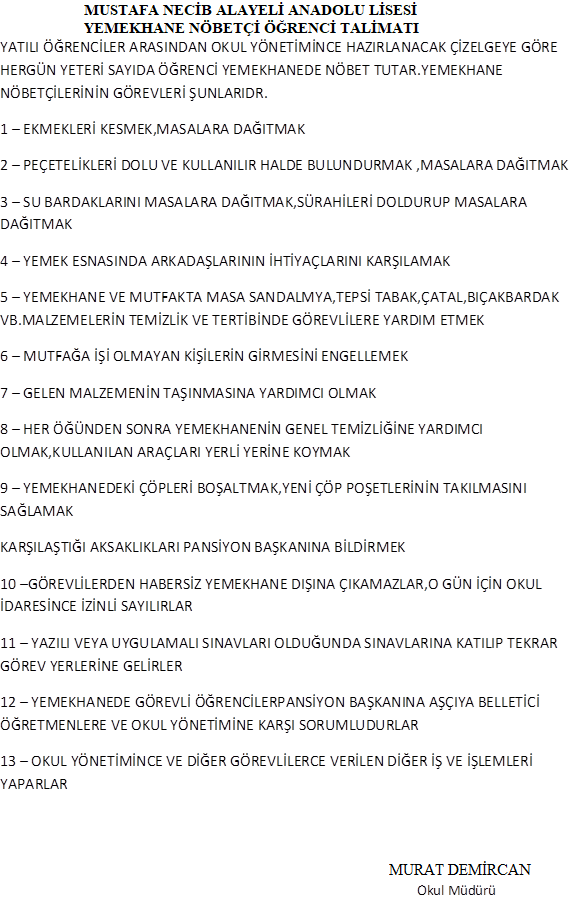 MUSTAFA NECİB ALAYELİ ANADOLU LİSESİ
YEMEKHANE NÖBETÇİ ÖĞRENCİ TALİMATI
YATILI ÖĞRENCİLER ARASINDAN OKUL YÖNETİMİNCE HAZIRLANACAK ÇİZELGEYE GÖRE
HERGÜN YETERİ SAYIDA ÖĞRENCİ YEMEKHANEDE NÖBET TUTAR.YEMEKHANE
NÖBETÇİLERİNİN GÖREVLERİ ŞUNLARIDR.
1 – EKMEKLERİ KESMEK,MASALARA DAĞITMAK
2 – PEÇETELİKLERİ DOLU VE KULLANILIR HALDE BULUNDURMAK ,MASALARA DAĞITMAK
3 – SU BARDAKLARINI MASALARA DAĞITMAK,SÜRAHİLERİ DOLDURUP MASALARA
DAĞITMAK
4 – YEMEK ESNASINDA ARKADAŞLARININ İHTİYAÇLARINI KARŞILAMAK
5 – YEMEKHANE VE MUTFAKTA MASA SANDALMYA,TEPSİ TABAK,ÇATAL,BIÇAKBARDAK
VB.MALZEMELERİN TEMİZLİK VE TERTİBİNDE GÖREVLİLERE YARDIM ETMEK
6 – MUTFAĞA İŞİ OLMAYAN KİŞİLERİN GİRMESİNİ ENGELLEMEK
7 – GELEN MALZEMENİN TAŞINMASINA YARDIMCI OLMAK
8 – HER ÖĞÜNDEN SONRA YEMEKHANENİN GENEL TEMİZLİĞİNE YARDIMCI
OLMAK,KULLANILAN ARAÇLARI YERLİ YERİNE KOYMAK
9 – YEMEKHANEDEKİ ÇÖPLERİ BOŞALTMAK,YENİ ÇÖP POŞETLERİNİN TAKILMASINI
SAĞLAMAK
KARŞILAŞTIĞI AKSAKLIKLARI PANSİYON BAŞKANINA BİLDİRMEK
10 –GÖREVLİLERDEN HABERSİZ YEMEKHANE DIŞINA ÇIKAMAZLAR,O GÜN İÇİN OKUL
İDARESİNCE İZİNLİ SAYILIRLAR
11 – YAZILI VEYA UYGULAMALI SINAVLARI OLDUĞUNDA SINAVLARINA KATILIP TEKRAR
GÖREV YERLERİNE GELİRLER
12 – YEMEKHANEDE GÖREVLİ ÖĞRENCİLERPANSİYON BAŞKANINA AŞÇIYA BELLETİCİ
ÖĞRETMENLERE VE OKUL YÖNETİMİNE KARŞI SORUMLUDURLAR
13 – OKUL YÖNETİMİNCE VE DİĞER GÖREVLİLERCE VERİLEN DİĞER İŞ VE İŞLEMLERİ
YAPARLAR
MURAT DEMİRCAN
Okul Müdürü